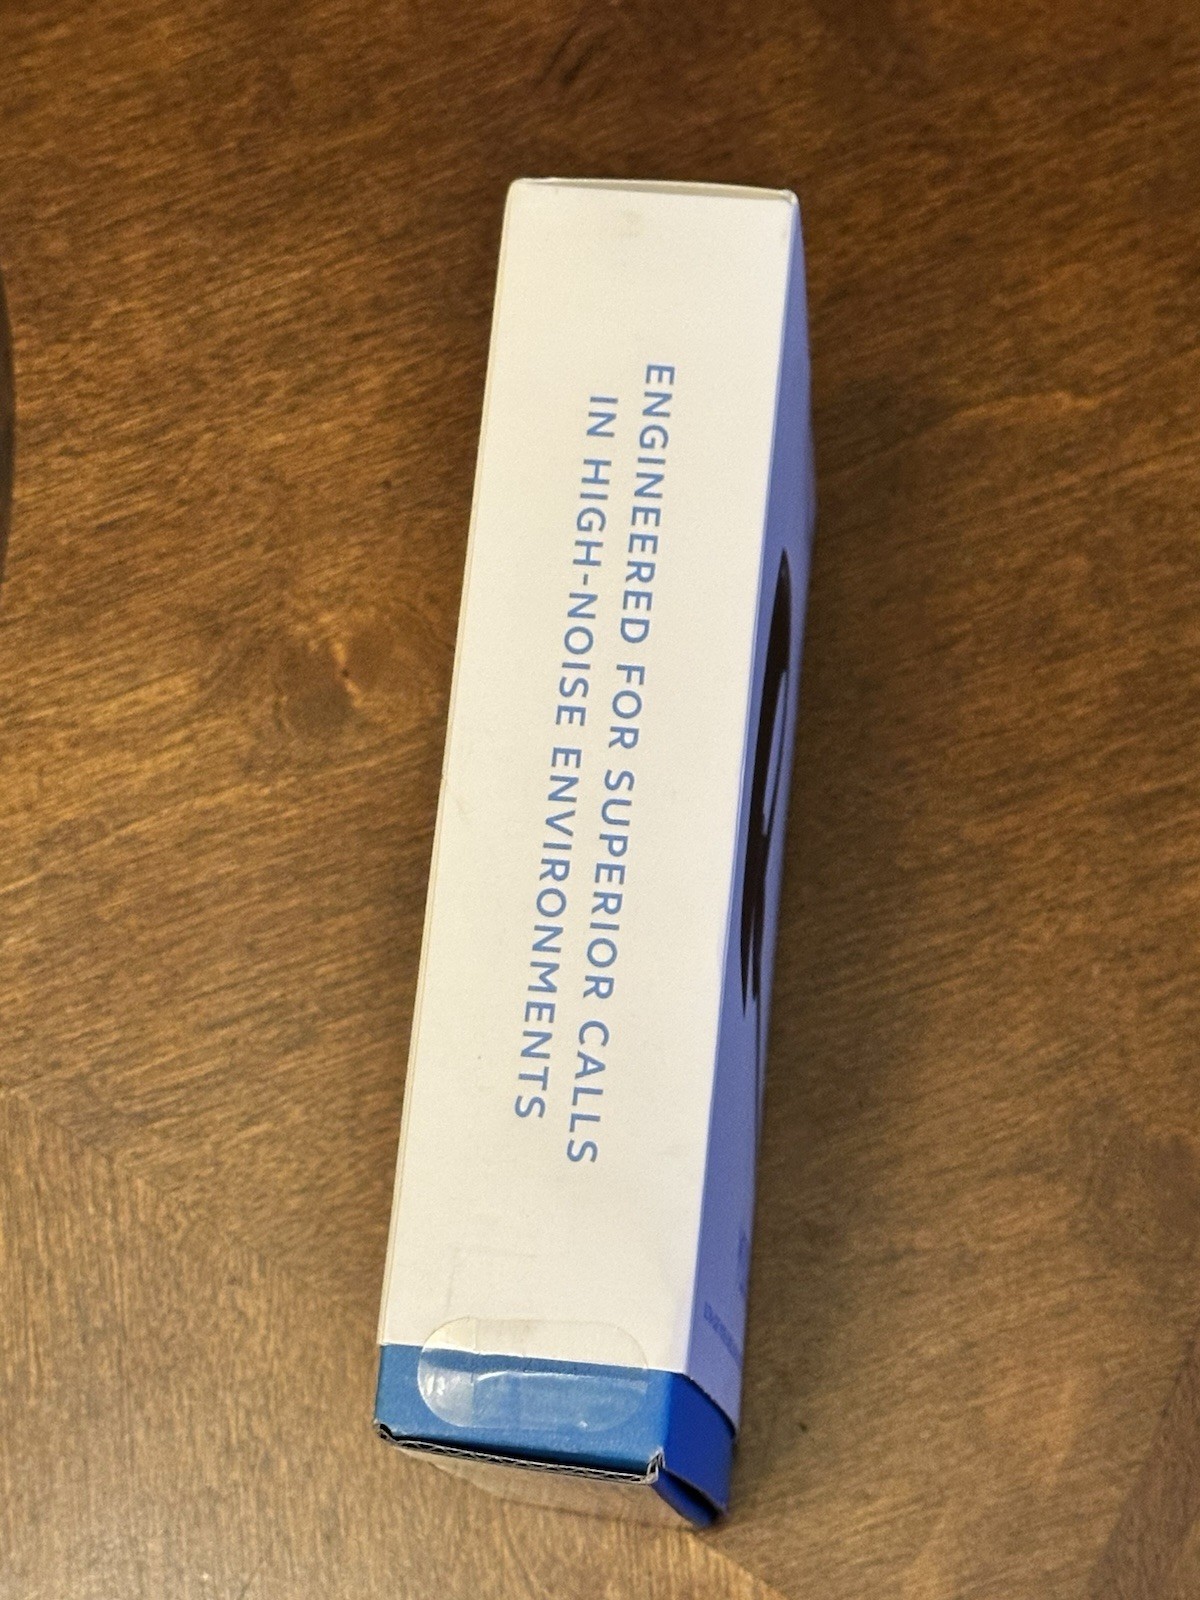 ENGINEERED FOR SUPERIOR CALLS
IN HIGH-NOISE ENVIRONMENTS